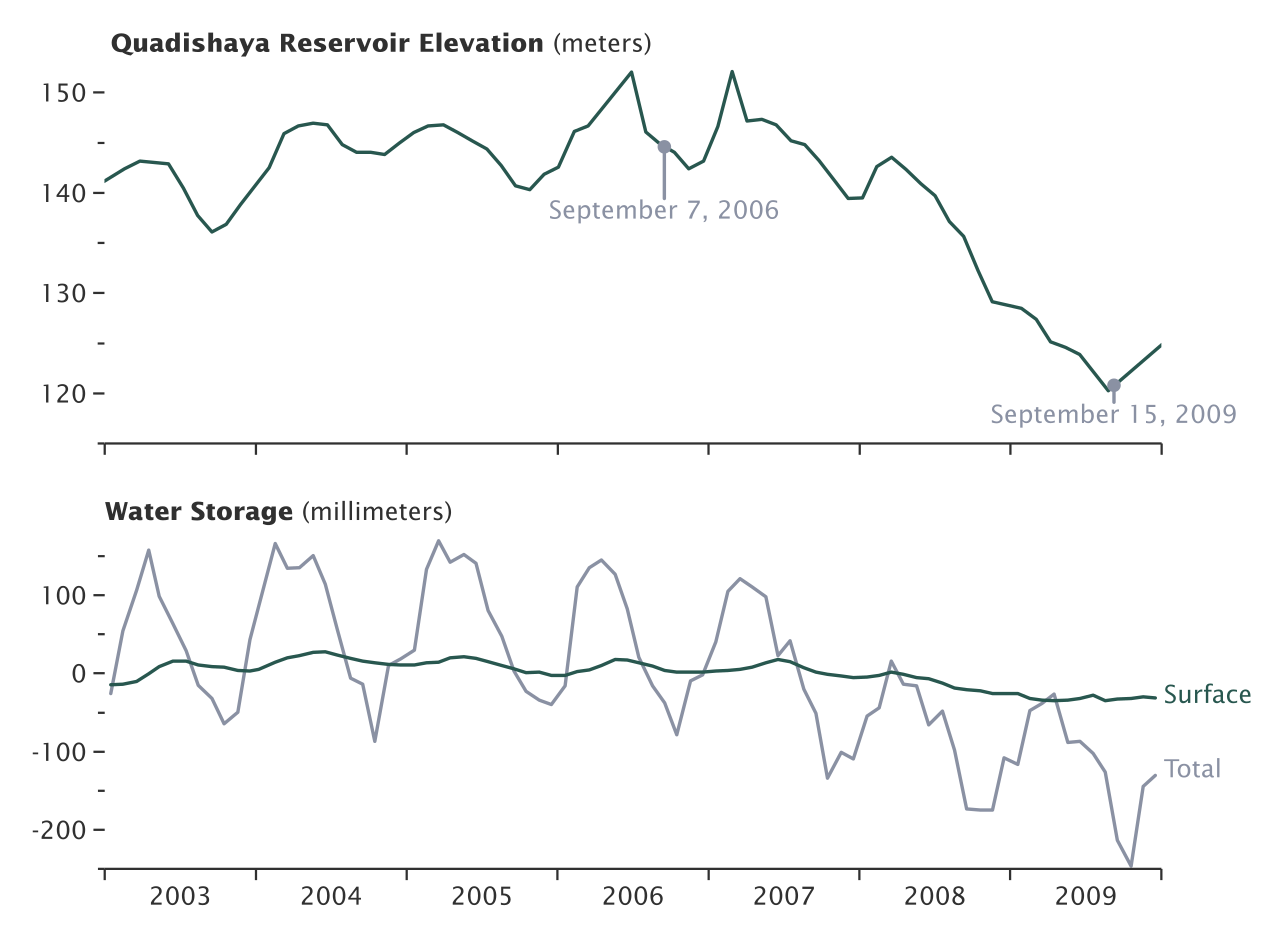 Quadishaya Reservoir Elevation (meters)
150
140
September 7, 2006
130
120
September 15, 2009
Water Storage (millimeters)
100
0
Surface
-100
Total
-200
2003 2004 2005 2006 2007 2008 2009